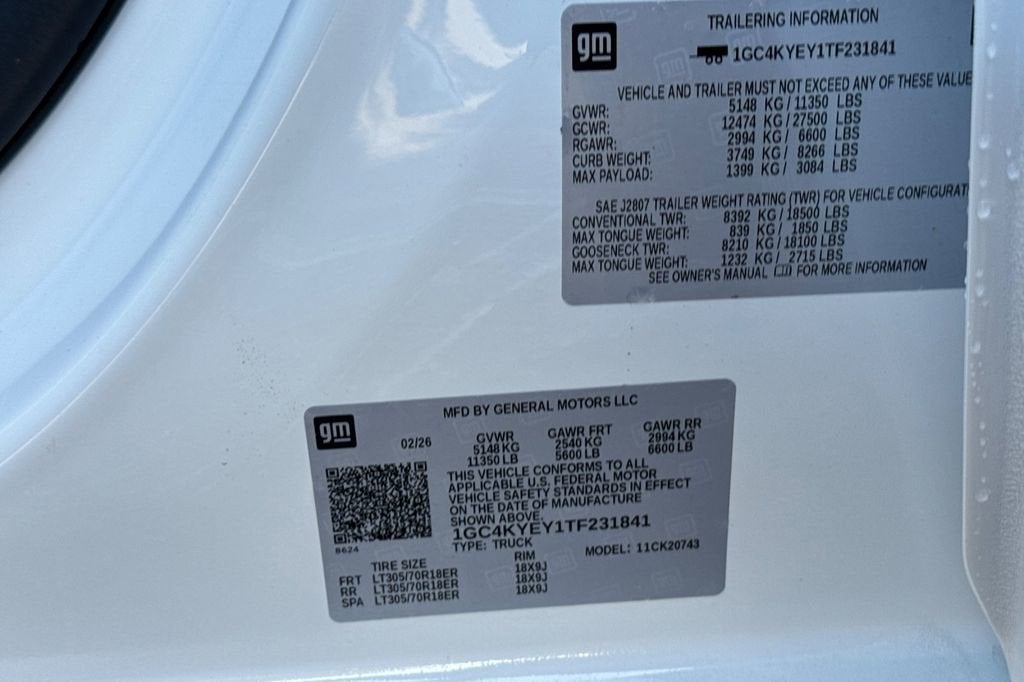 gm
TRAILERING INFORMATION
1GC4KYEY1TF231841
VEHICLE AND TRAILER MUST NOT EXCEED ANY OF THESE VALUE
GVWR: 5148 KG / 11350 LBS
GCWR: 12474 KG / 27500 LBS
RGAWR: 2994 KG / 6600 LBS
CURB WEIGHT: 3749 KG / 8266 LBS
MAX PAYLOAD: 1399 KG / 3084 LBS
SAE J2807 TRAILER WEIGHT RATING (TWR) FOR VEHICLE CONFIGURAT
CONVENTIONAL TWR: 8392 KG / 18500 LBS
MAX TONGUE WEIGHT: 839 KG / 1850 LBS
GOOSENECK TWR: 8210 KG / 18100 LBS
MAX TONGUE WEIGHT: 1232 KG / 2715 LBS
SEE OWNER'S MANUAL FOR MORE INFORMATION
gm
MFD BY GENERAL MOTORS LLC
02/26 GVWR GAWR FRT GAWR RR
5148 KG 2540 KG 2994 KG
11350 LB 5600 LB 6600 LB
THIS VEHICLE CONFORMS TO ALL
APPLICABLE U.S. FEDERAL MOTOR
VEHICLE SAFETY STANDARDS IN EFFECT
ON THE DATE OF MANUFACTURE
SHOWN ABOVE.
1GC4KYEY1TF231841
8624
TYPE: TRUCK MODEL: 11CK20743
TIRE SIZE RIM
FRT LT305/70R18ER 18X9J
RR LT305/70R18ER 18X9J
SPA LT305/70R18ER 18X9J